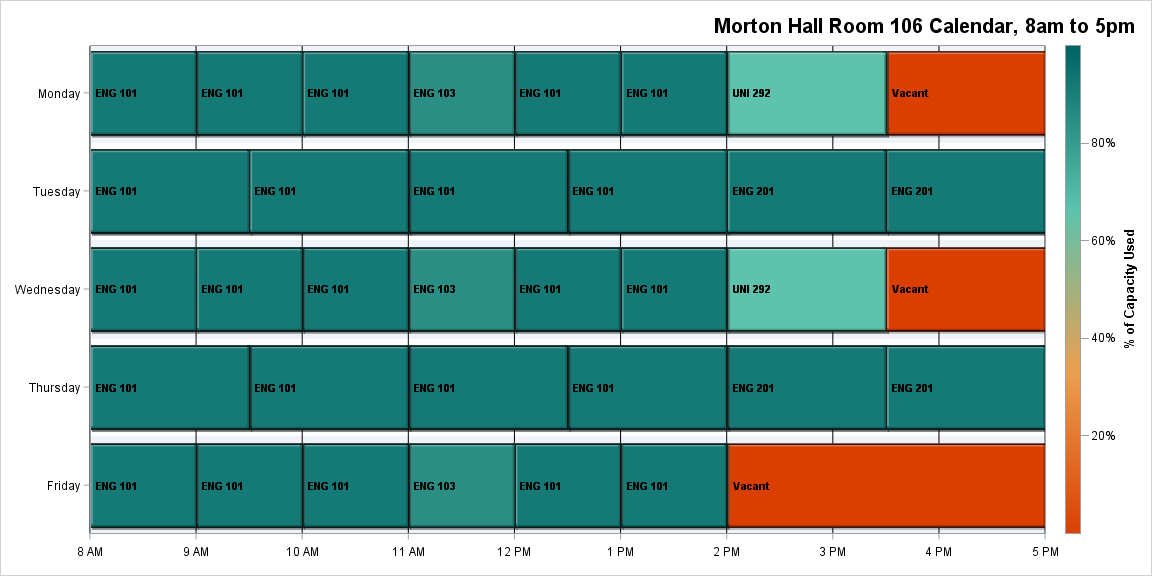 Morton Hall Room 106 Calendar, 8am to 5pm
Monday ENG 101 ENG 101 ENG 101 ENG 103 ENG 101 ENG 101 UNI 292 Vacant
80%
Tuesday ENG 101 ENG 101 ENG 101 ENG 101 ENG 201 ENG 201
60%
Wednesday ENG 101 ENG 101 ENG 101 ENG 103 ENG 101 ENG 101 UNI 292 Vacant
% of Capacity Used
40%
Thursday ENG 101 ENG 101 ENG 101 ENG 101 ENG 201 ENG 201
20%
Friday ENG 101 ENG 101 ENG 101 ENG 103 ENG 101 ENG 101 Vacant
8 AM 9 AM 10 AM 11 AM 12 PM 1 PM 2 PM 3 PM 4 PM 5 PM